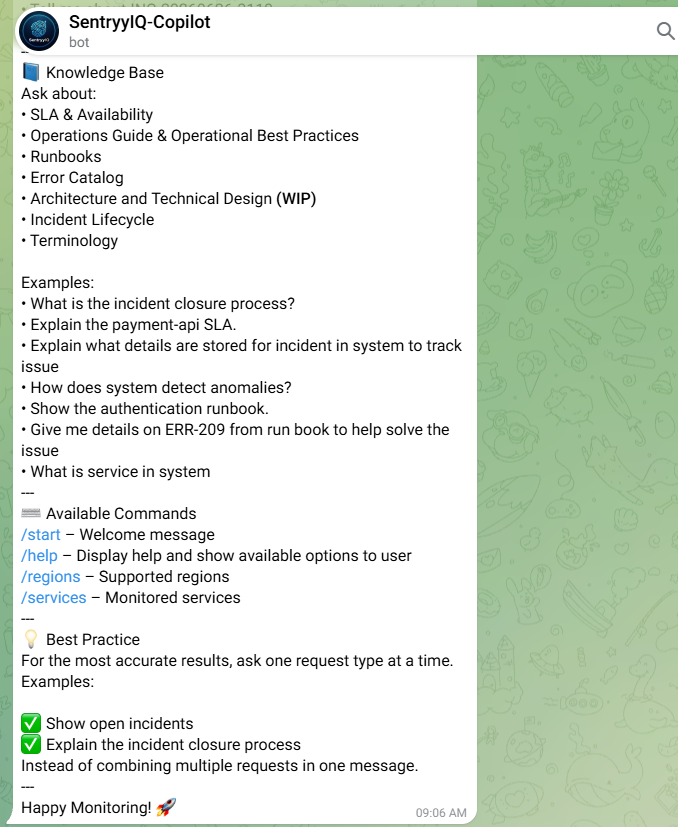 SentryyIQ-Copilot
bot
--
📘 Knowledge Base
Ask about:
• SLA & Availability
• Operations Guide & Operational Best Practices
• Runbooks
• Error Catalog
• Architecture and Technical Design (WIP)
• Incident Lifecycle
• Terminology
Examples:
• What is the incident closure process?
• Explain the payment-api SLA.
• Explain what details are stored for incident in system to track
issue
• How does system detect anomalies?
• Show the authentication runbook.
• Give me details on ERR-209 from run book to help solve the
issue
• What is service in system
---
⌨️ Available Commands
/start – Welcome message
/help – Display help and show available options to user
/regions – Supported regions
/services – Monitored services
---
💡 Best Practice
For the most accurate results, ask one request type at a time.
Examples:
✅ Show open incidents
✅ Explain the incident closure process
Instead of combining multiple requests in one message.
---
Happy Monitoring! 🚀
09:06 AM